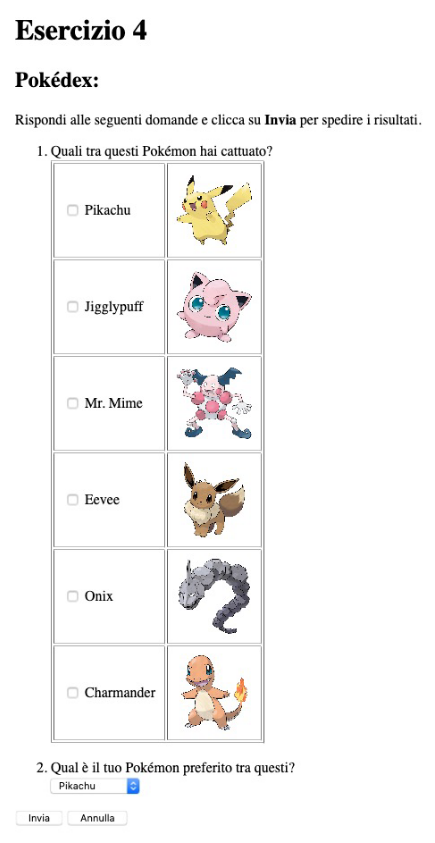 Esercizio 4
Pokédex:
Rispondi alle seguenti domande e clicca su Invia per spedire i risultati.
1. Quali tra questi Pokémon hai cattuato?
Pikachu
Jigglypuff
Mr. Mime
Eevee
Onix
Charmander
2. Qual è il tuo Pokémon preferito tra questi?
Pikachu
Invia Annulla